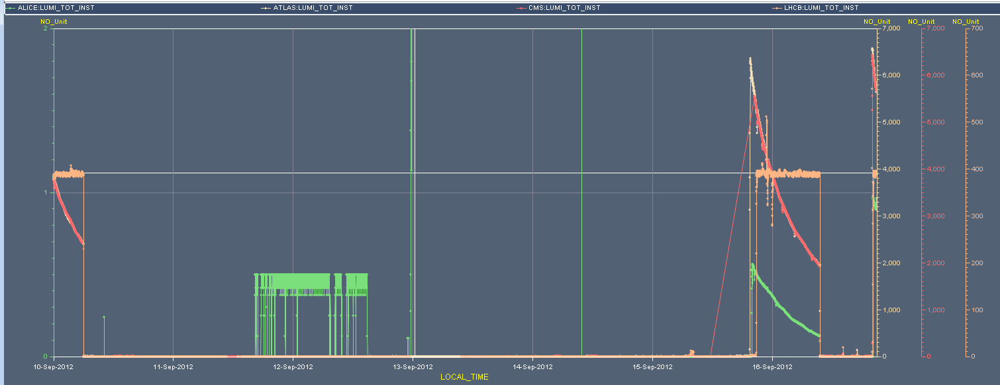 ALICE:LUMI_TOT_INST ATLAS:LUMI_TOT_INST CMS:LUMI_TOT_INST LHCB:LUMI_TOT_INST
NO_Unit NO_Unit NO_Unit NO_Unit
2 7,000 7,000 700
6,000 6,000 600
5,000 5,000 500
4,000 4,000 400
1
3,000 3,000 300
2,000 2,000 200
1,000 1,000 100
0 0 0 0
10-Sep-2012 11-Sep-2012 12-Sep-2012 13-Sep-2012 14-Sep-2012 15-Sep-2012 16-Sep-2012
LOCAL_TIME